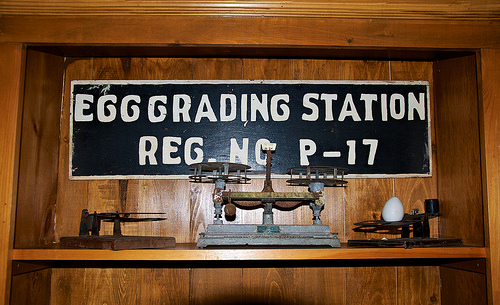 EGG GRADING STATION
REG. NO P-17